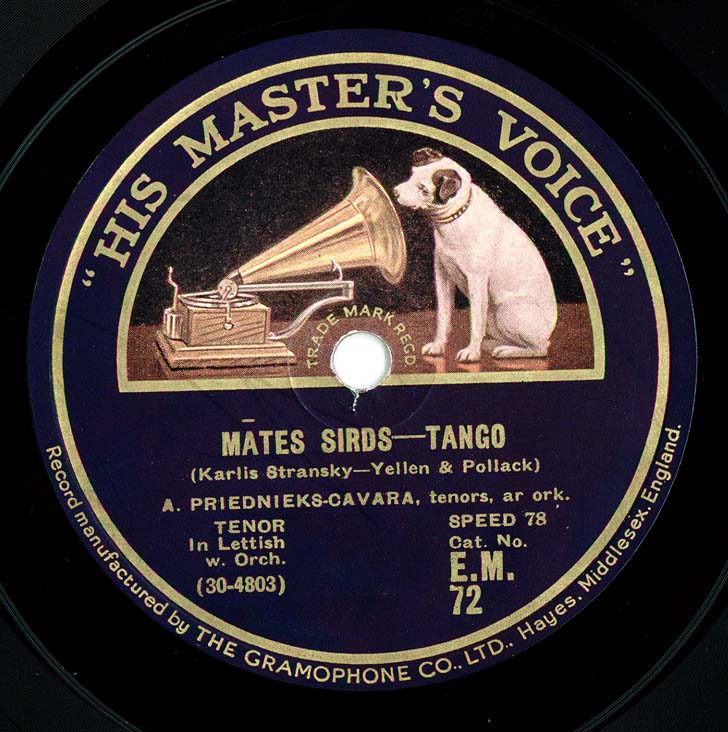 "HIS MASTER'S VOICE"
TRADE MARK REGD
MĀTES SIRDS—TANGO
(Karlis Stransky—Yellen & Pollack)
A. PRIEDNIEKS-CAVARA, tenors, ar ork.
TENOR
In Lettish
w. Orch.
(30-4803)
SPEED 78
Cat. No.
E.M.
72
Record manufactured by THE GRAMOPHONE CO., LTD., Hayes, Middlesex, England.